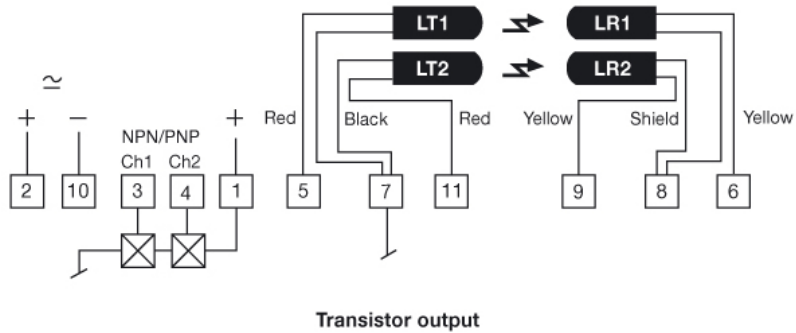 LT1 LR1
LT2 LR2
≃
+ − NPN/PNP + Red Black Red Yellow Shield Yellow
Ch1 Ch2
2 10 3 4 1 5 7 11 9 8 6
Transistor output